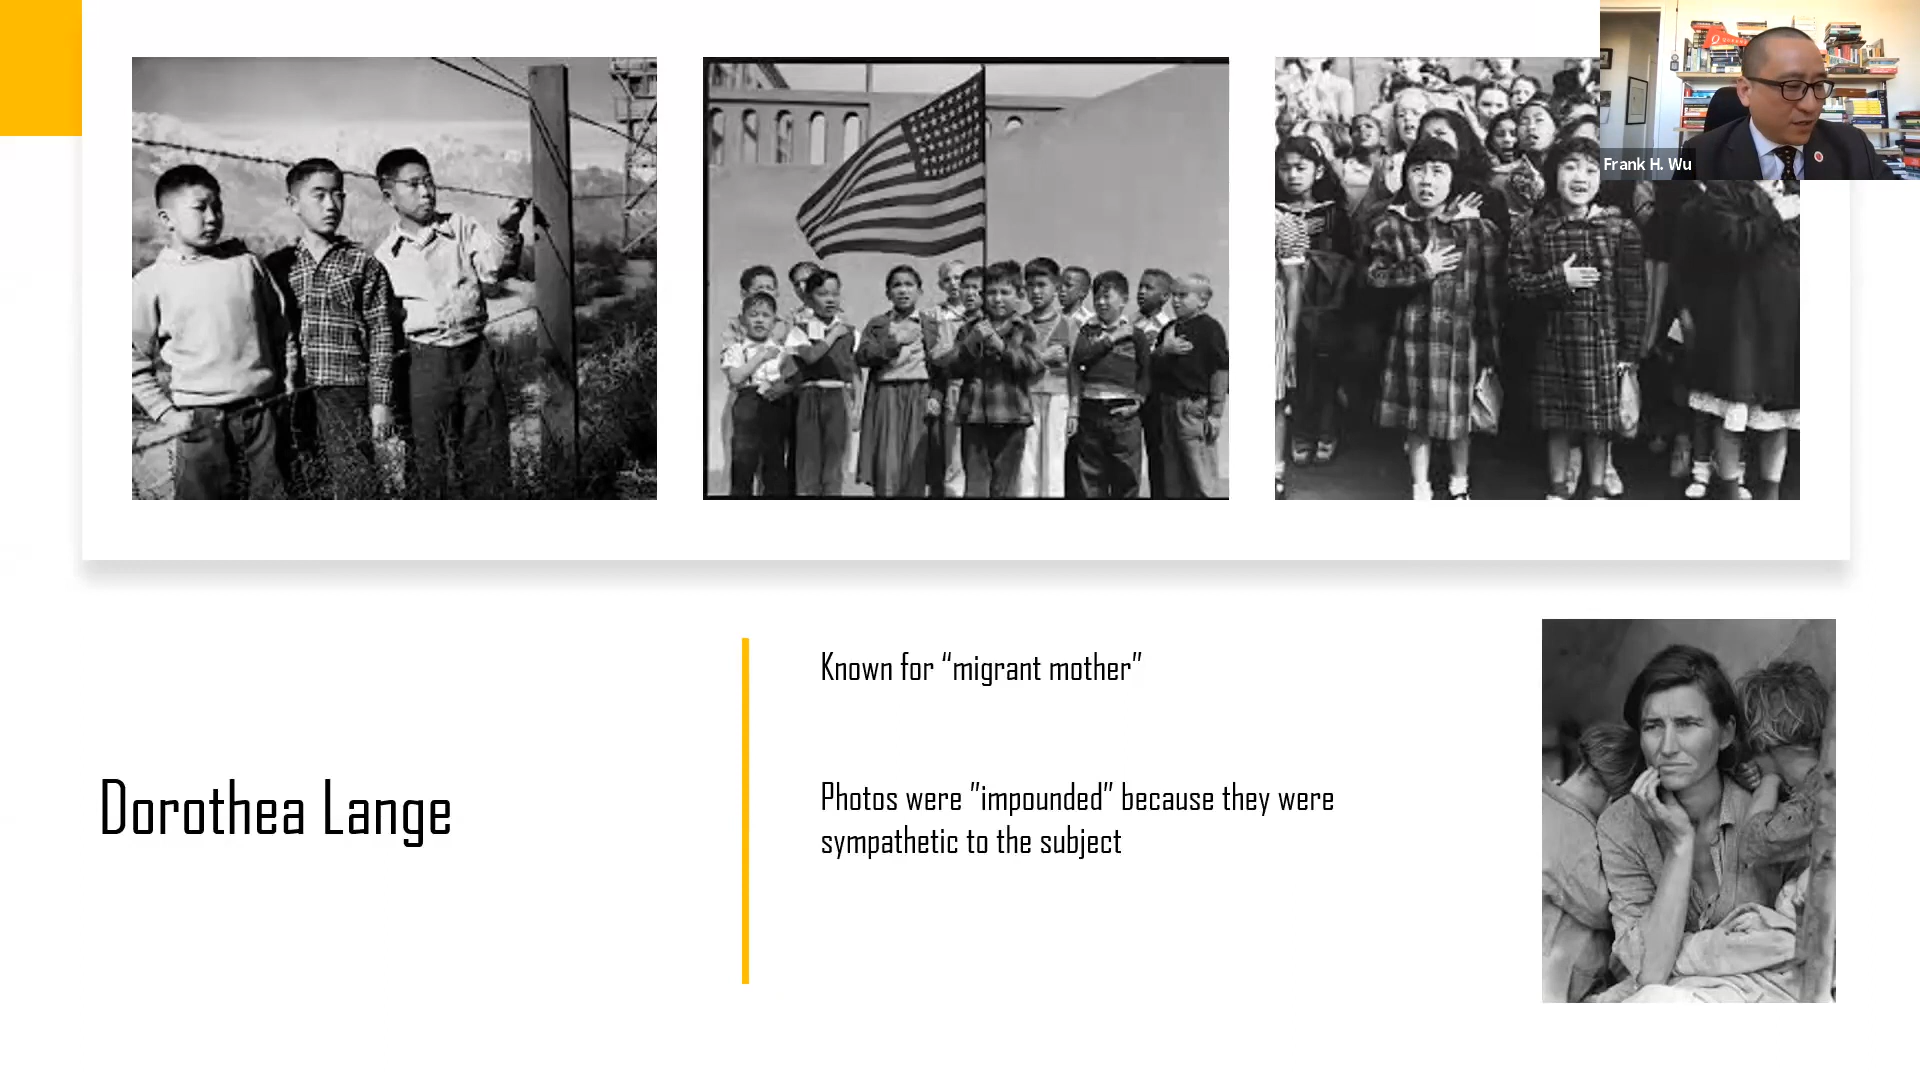 Frank H. Wu
Dorothea Lange
Known for “migrant mother”
Photos were ”impounded” because they were
sympathetic to the subject